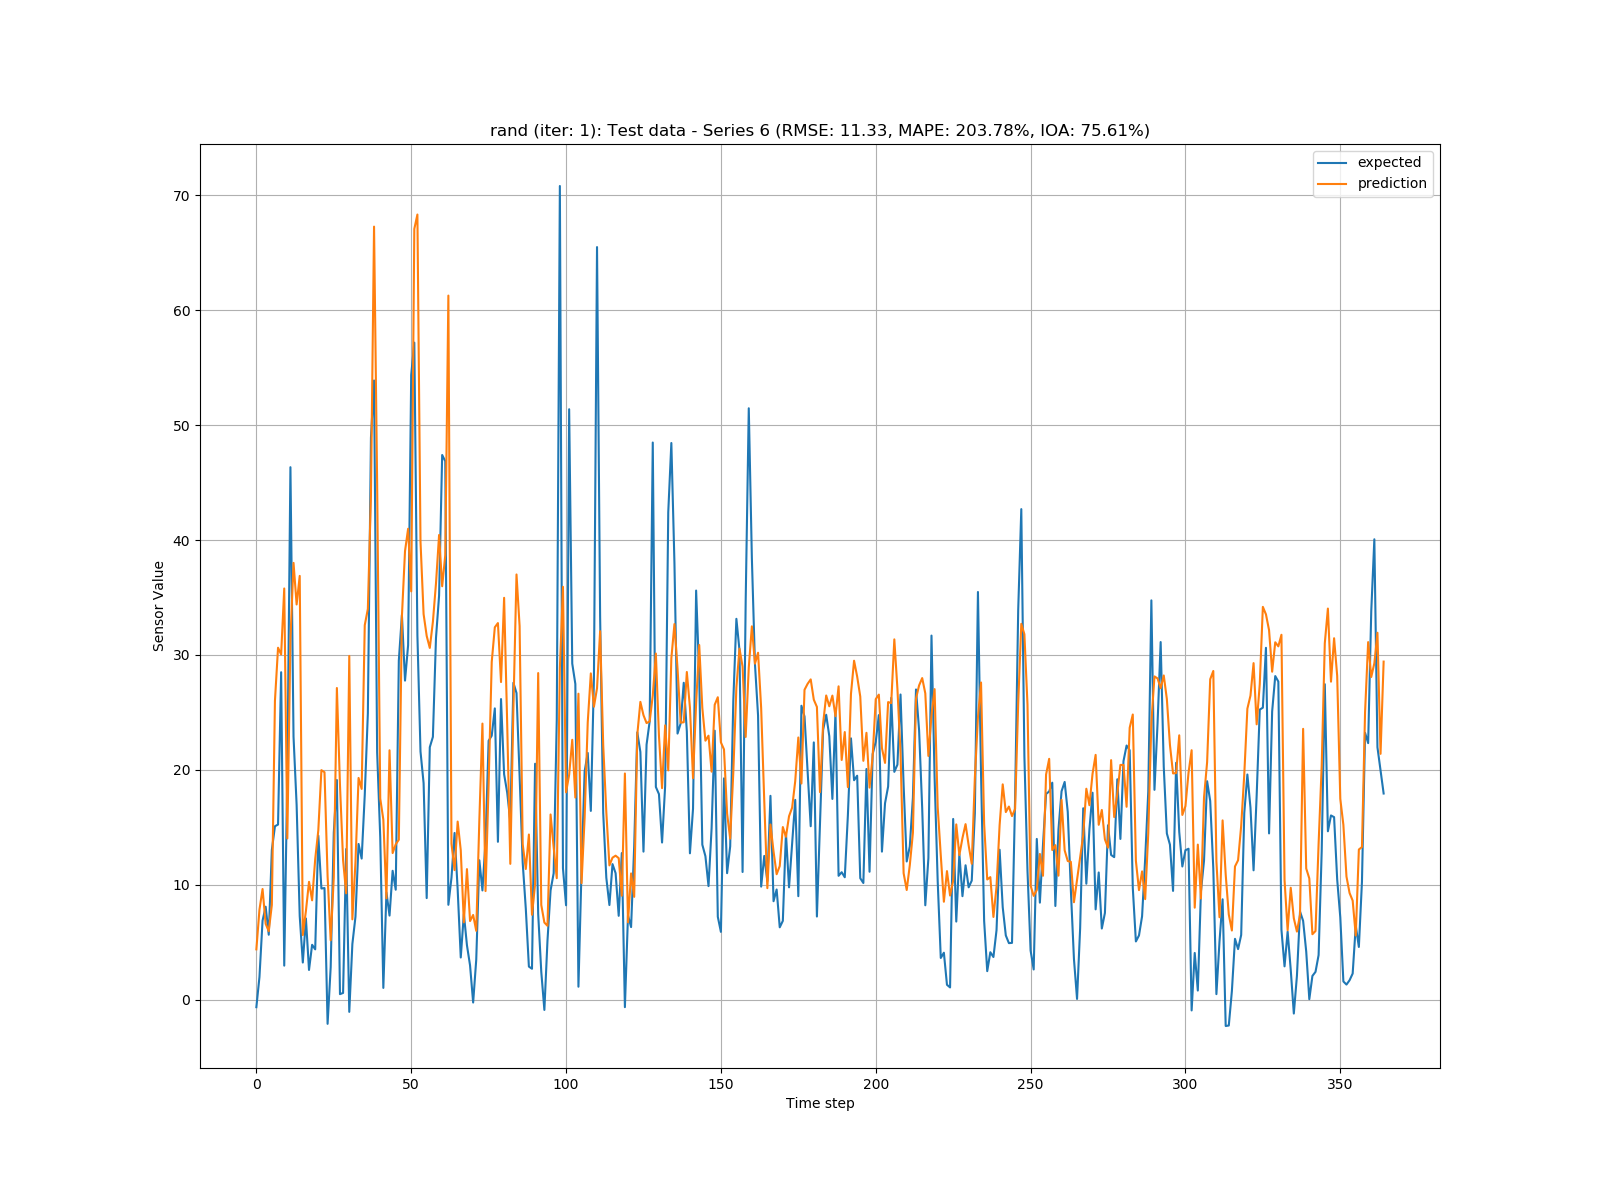 rand (iter: 1): Test data - Series 6 (RMSE: 11.33, MAPE: 203.78%, IOA: 75.61%)
expected
prediction
70
60
50
40
30
20
10
0
Sensor Value
0 50 100 150 200 250 300 350
Time step